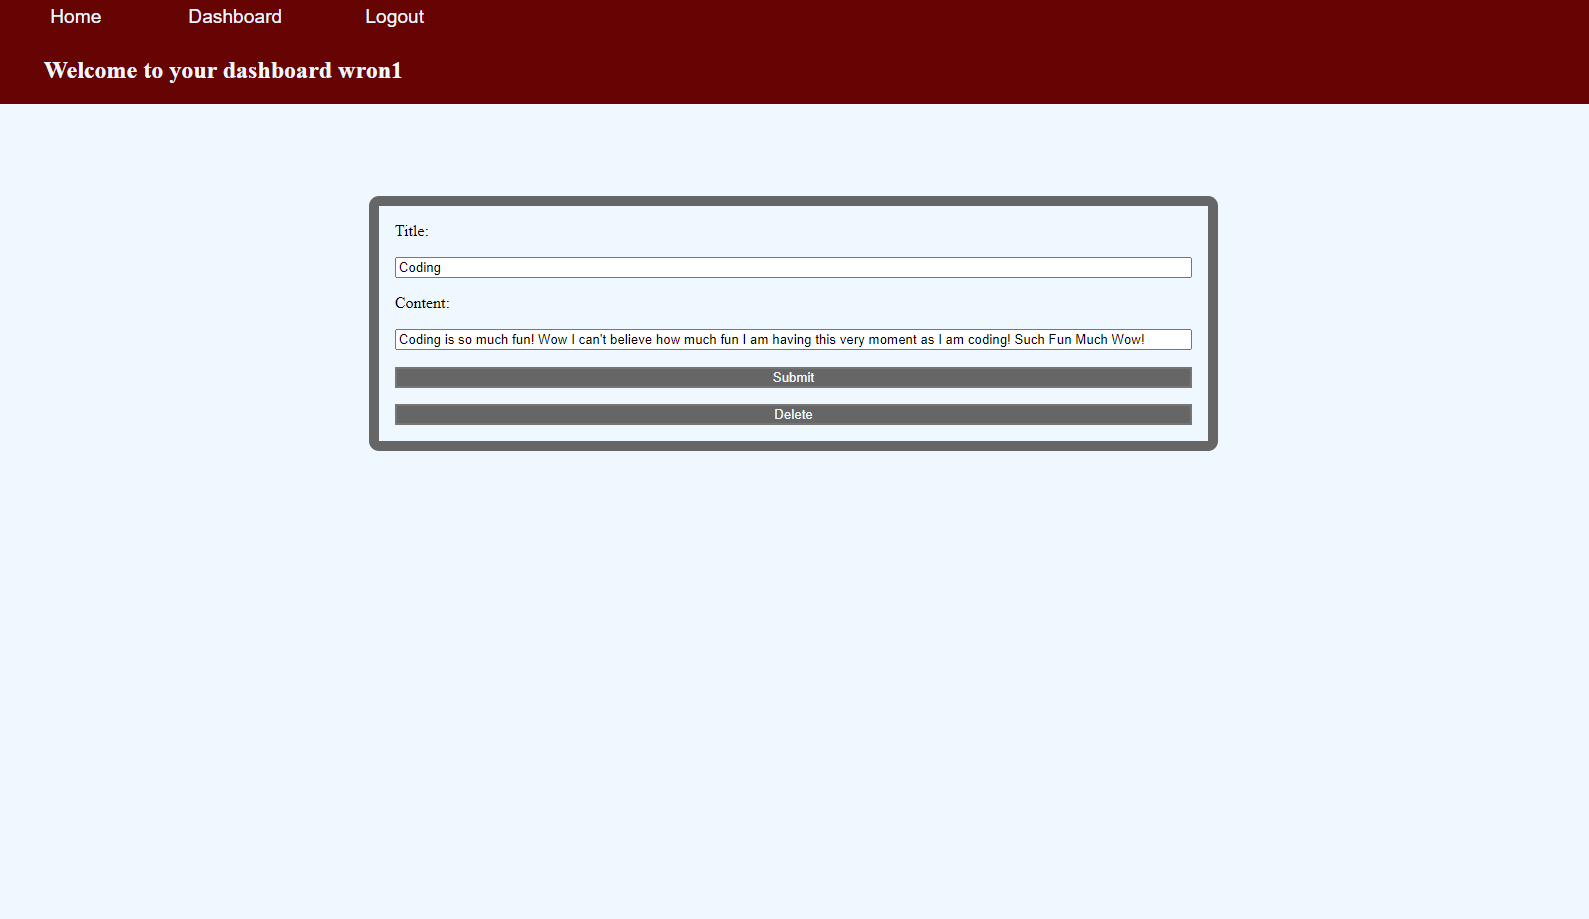 Home Dashboard Logout
Welcome to your dashboard wron1
Title:
Coding
Content:
Coding is so much fun! Wow I can't believe how much fun I am having this very moment as I am coding! Such Fun Much Wow!
Submit
Delete